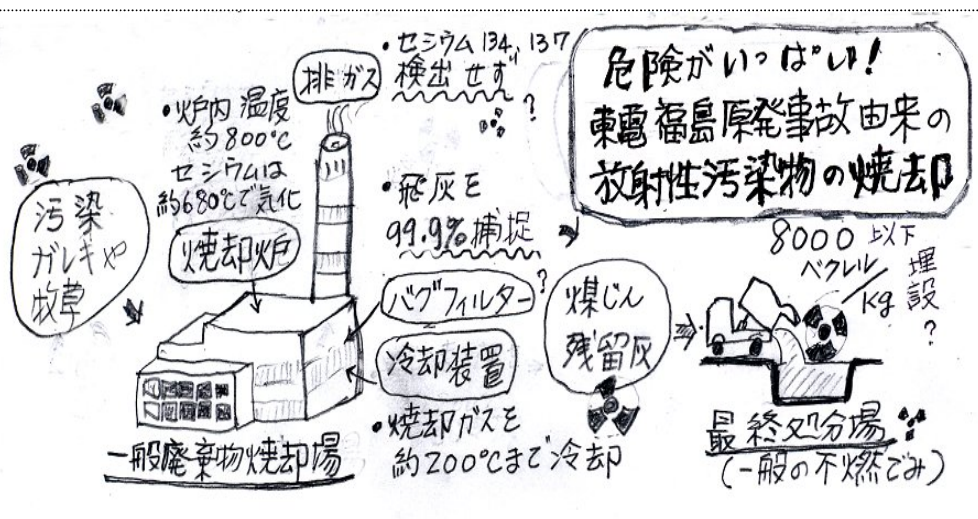 危険がいっぱい!
東電福島原発事故由来の
放射性汚染物の焼却
汚染
ガレキや
牧草
・炉内温度
約800℃
セシウムは
約680℃で気化
焼却炉
排ガス
・セシウム134、137
検出せず
?
・飛灰を
99.9%捕捉
バグフィルター
?
冷却装置
・焼却ガスを
約200℃まで冷却
一般廃棄物焼却場
煤じん
残留灰
8000以下
ベクレル/
kg
埋設
?
最終処分場
(一般の不燃ごみ)